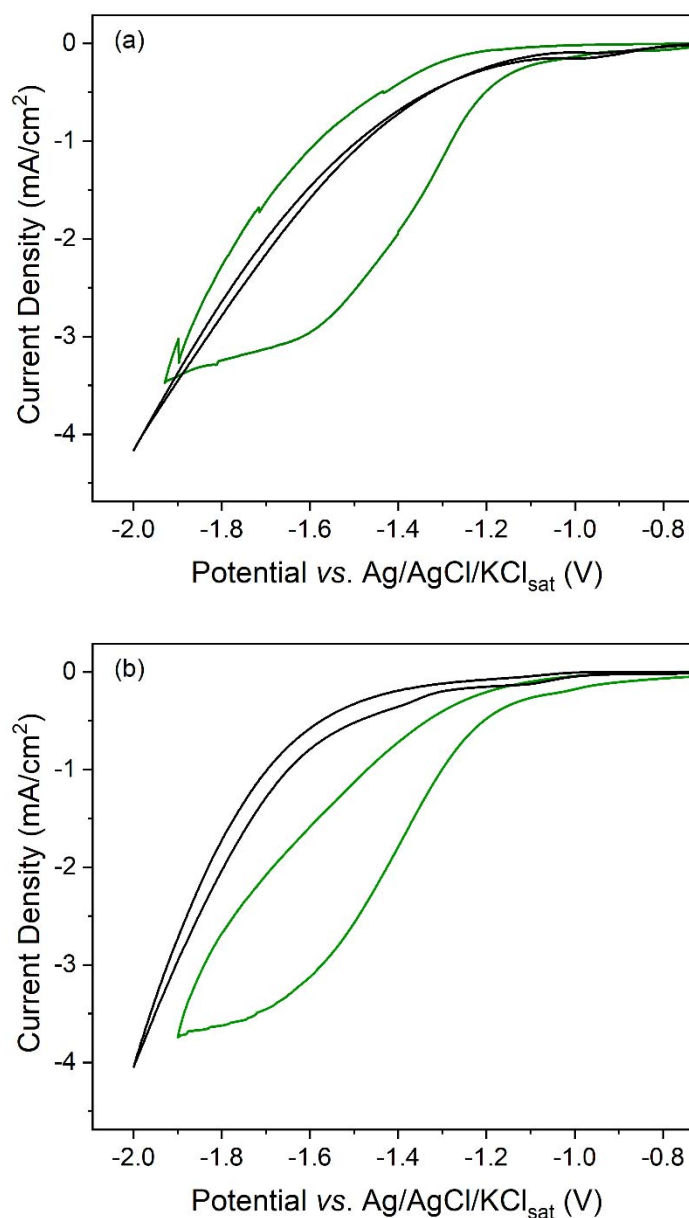 (a)
0
-1
-2
-3
-4
Current Density (mA/cm²)
-2.0 -1.8 -1.6 -1.4 -1.2 -1.0 -0.8
Potential vs. Ag/AgCl/KClsat (V)
(b)
0
-1
-2
-3
-4
Current Density (mA/cm²)
-2.0 -1.8 -1.6 -1.4 -1.2 -1.0 -0.8
Potential vs. Ag/AgCl/KClsat (V)